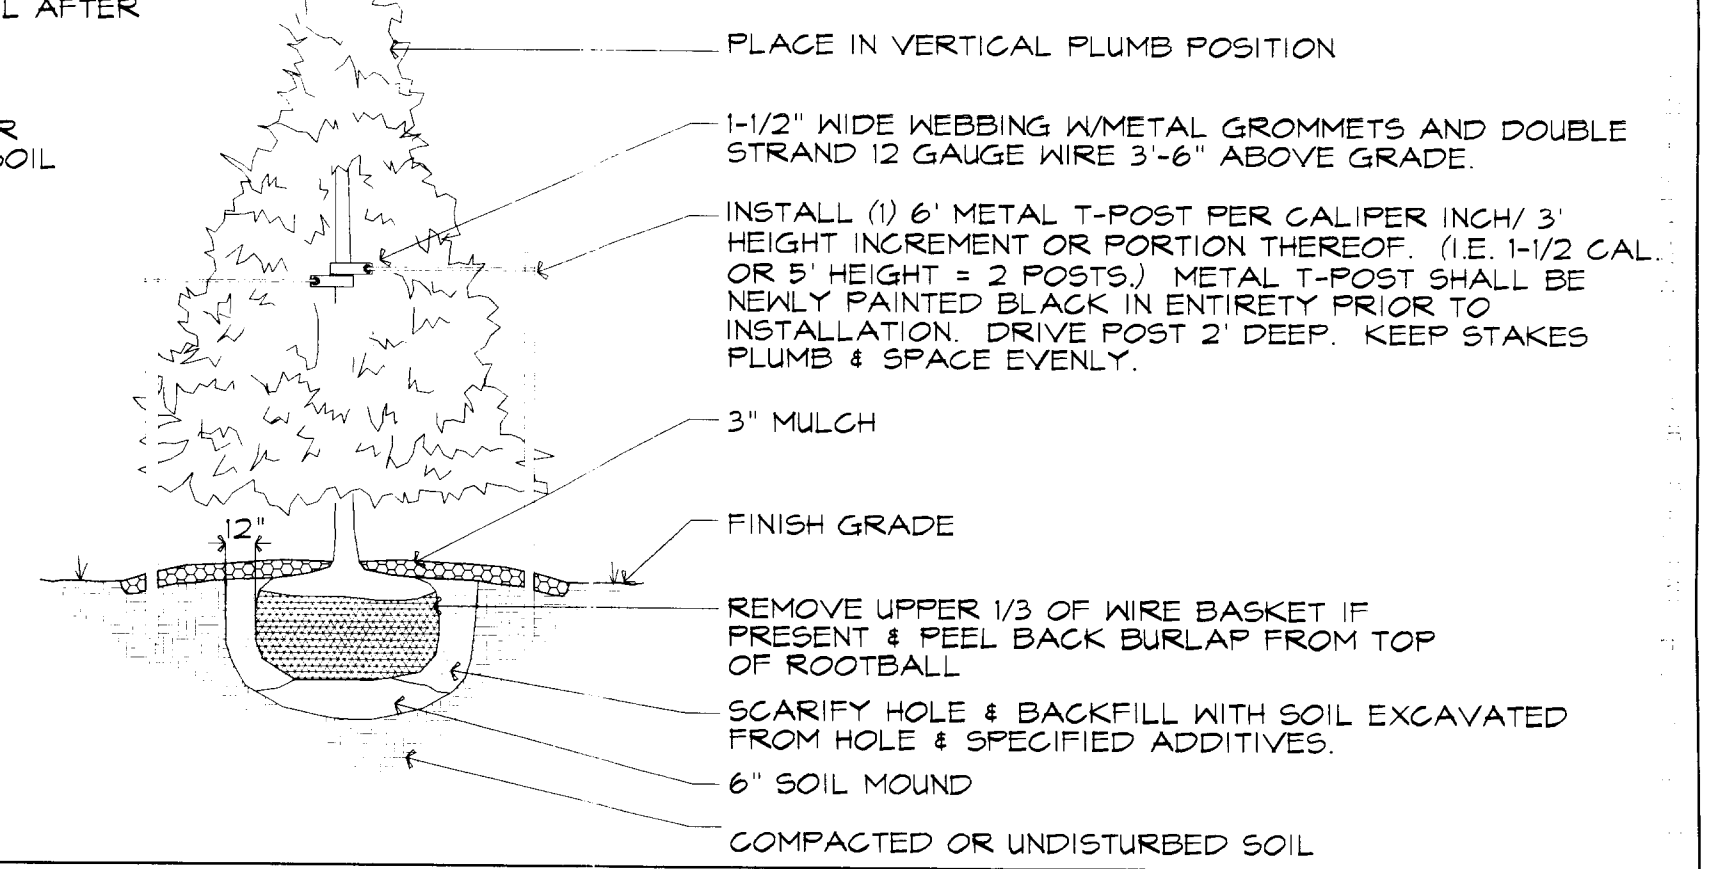 L AFTER
R
SOIL
PLACE IN VERTICAL PLUMB POSITION
1-1/2" WIDE WEBBING W/METAL GROMMETS AND DOUBLE
STRAND 12 GAUGE WIRE 3'-6" ABOVE GRADE.
INSTALL (1) 6' METAL T-POST PER CALIPER INCH/ 3'
HEIGHT INCREMENT OR PORTION THEREOF. (I.E. 1-1/2 CAL.
OR 5' HEIGHT = 2 POSTS.) METAL T-POST SHALL BE
NEWLY PAINTED BLACK IN ENTIRETY PRIOR TO
INSTALLATION. DRIVE POST 2' DEEP. KEEP STAKES
PLUMB & SPACE EVENLY.
3" MULCH
12"
FINISH GRADE
REMOVE UPPER 1/3 OF WIRE BASKET IF
PRESENT & PEEL BACK BURLAP FROM TOP
OF ROOTBALL
SCARIFY HOLE & BACKFILL WITH SOIL EXCAVATED
FROM HOLE & SPECIFIED ADDITIVES.
6" SOIL MOUND
COMPACTED OR UNDISTURBED SOIL